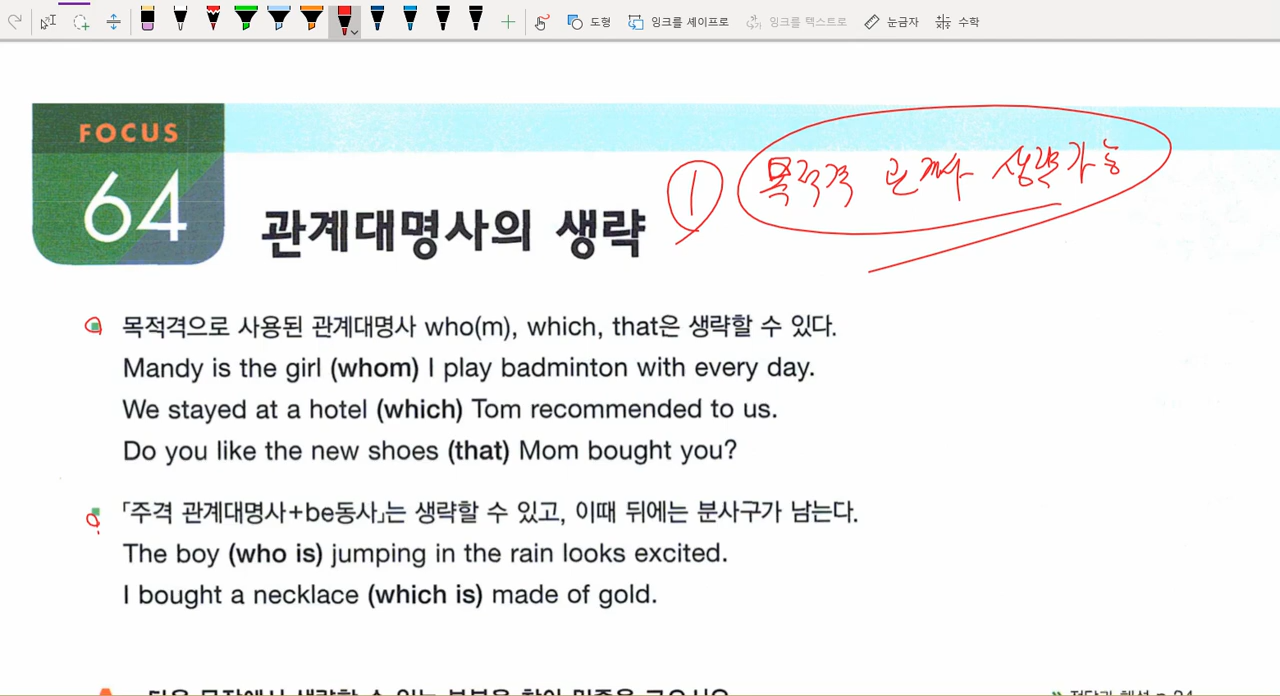 도형
잉크를 셰이프로
잉크를 텍스트로
눈금자
수학
FOCUS
64
관계대명사의 생략
① 목적격 관계사 생략가능
목적격으로 사용된 관계대명사 who(m), which, that은 생략할 수 있다.
Mandy is the girl (whom) I play badminton with every day.
We stayed at a hotel (which) Tom recommended to us.
Do you like the new shoes (that) Mom bought you?
「주격 관계대명사+be동사」는 생략할 수 있고, 이때 뒤에는 분사구가 남는다.
The boy (who is) jumping in the rain looks excited.
I bought a necklace (which is) made of gold.